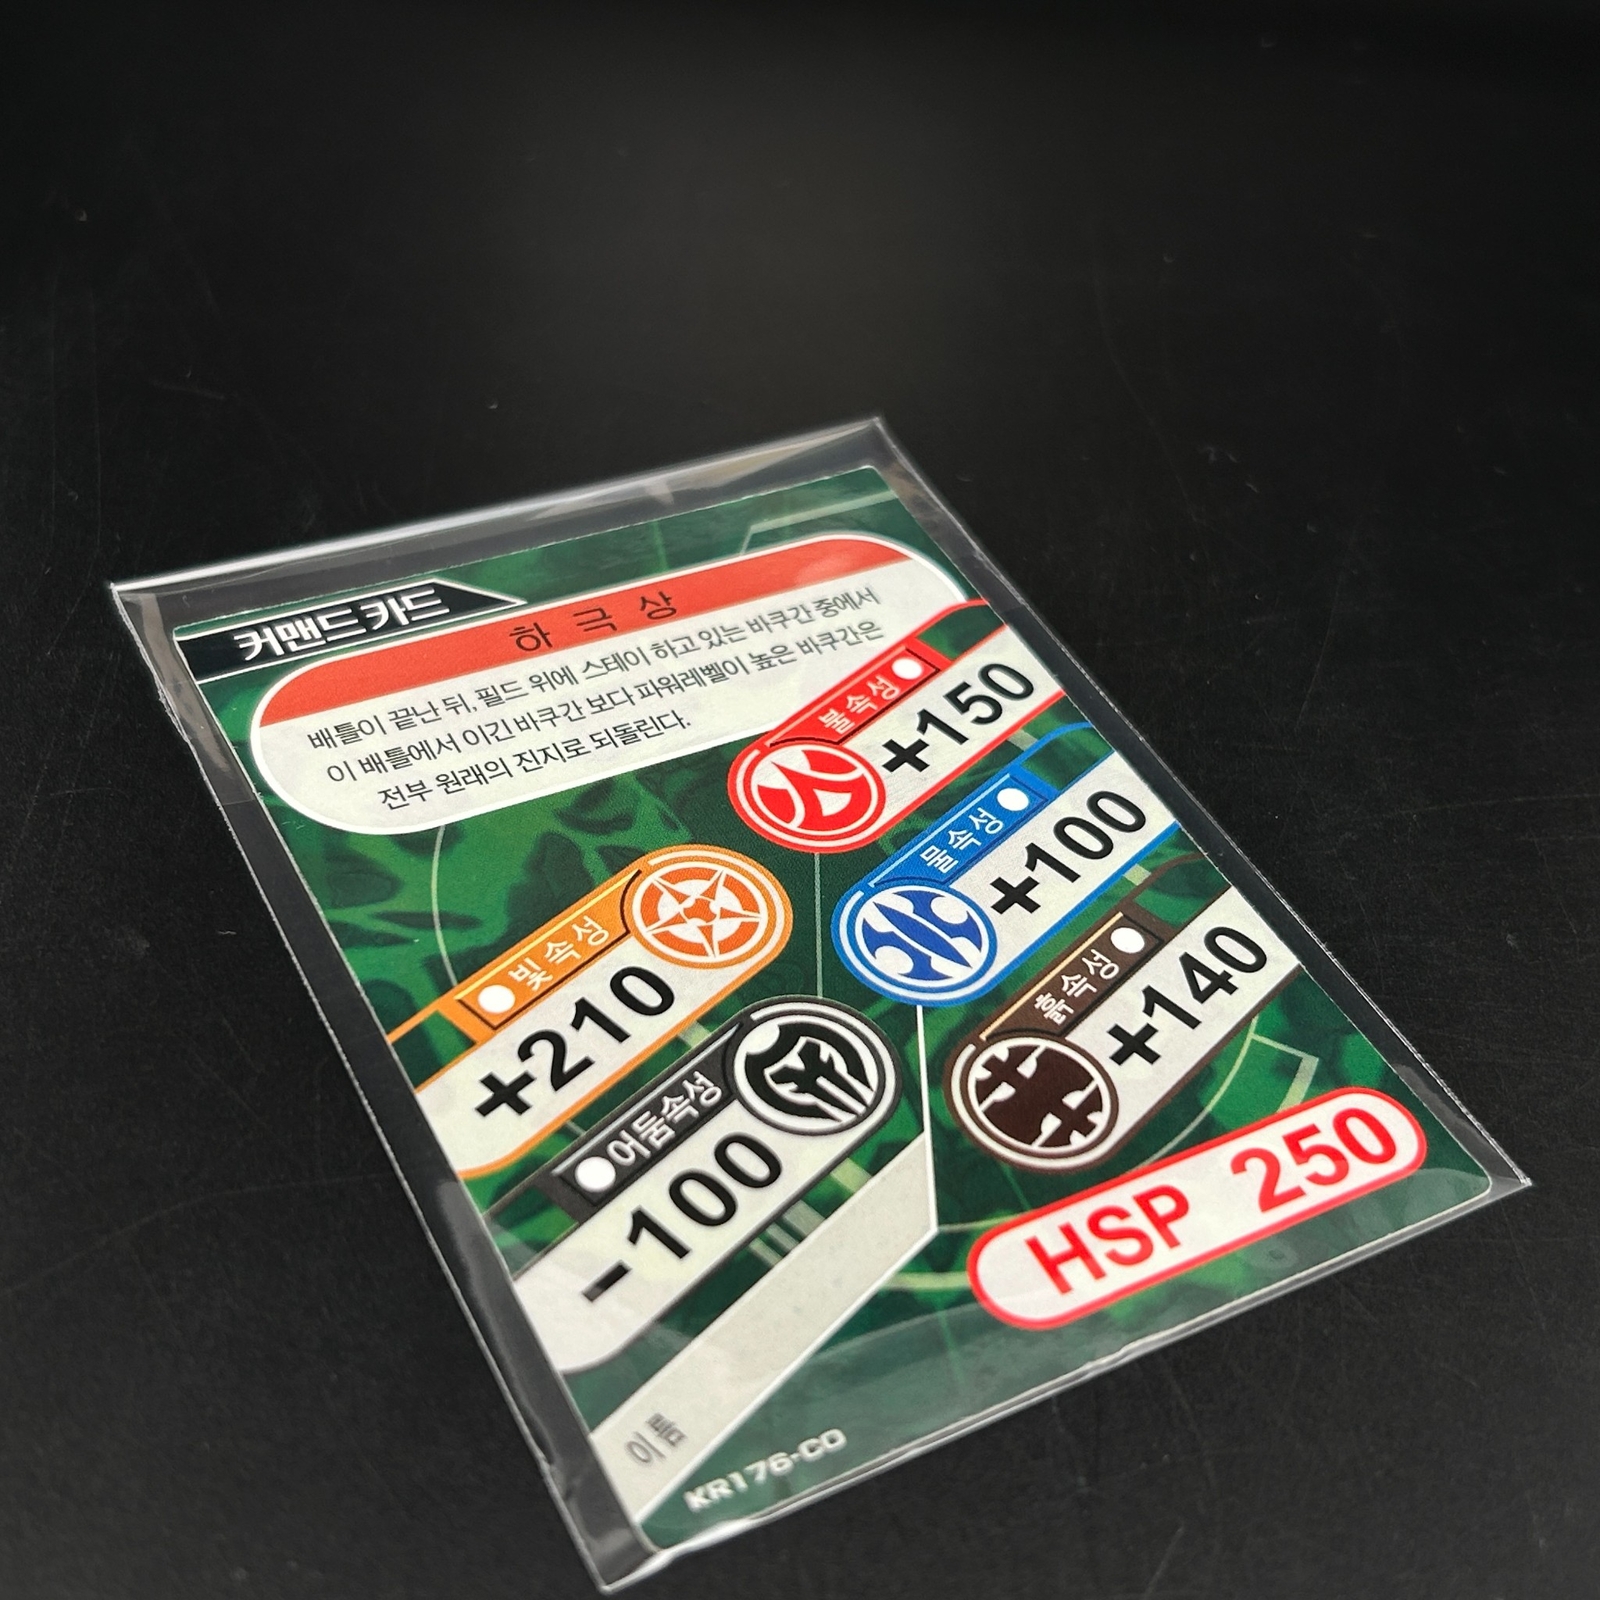 커맨드 카드
하극상
배틀이 끝난 뒤, 필드 위에 스테이 하고 있는 바쿠간 중에서
이 배틀에서 이긴 바쿠간 보다 파워레벨이 높은 바쿠간은
전부 원래의 진지로 되돌린다.
불속성
+150
물속성
+100
흙속성
+140
빛속성
+210
어둠속성
-100
HSP 250
이름
KR176-CO